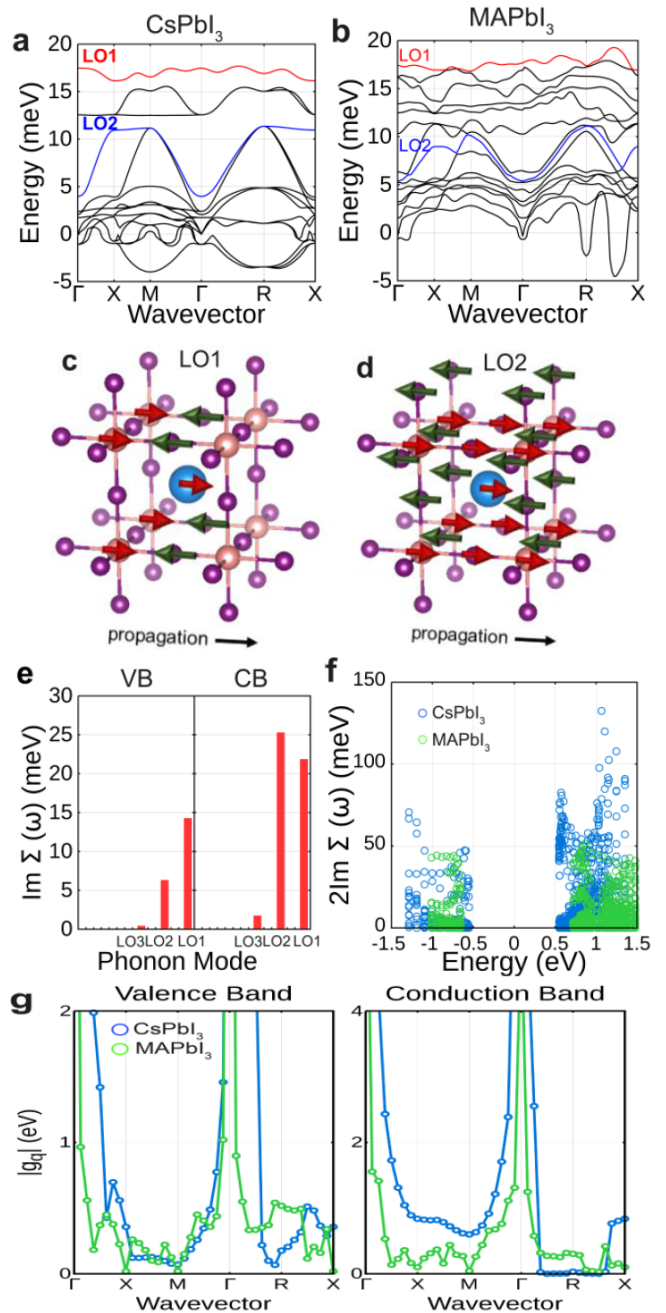 CsPbI3
MAPbI3
a
b
LO1
LO2
20
15
10
5
0
-5
Energy (meV)
Γ X M Γ R X
Wavevector
LO1
LO2
20
15
10
5
0
-5
Energy (meV)
Γ X M Γ R X
Wavevector
c LO1
d LO2
propagation
propagation
e
VB CB
30
25
20
15
10
5
0
Im Σ (ω) (meV)
LO3 LO2 LO1 LO3 LO2 LO1
Phonon Mode
f
150
100
50
0
2Im Σ (ω) (meV)
CsPbI3
MAPbI3
-1.5 -1 -0.5 0 0.5 1 1.5
Energy (eV)
g
Valence Band
Conduction Band
2
1
0
|gq| (eV)
CsPbI3
MAPbI3
Γ X M Γ R X
Wavevector
4
2
0
Γ X M Γ R X
Wavevector